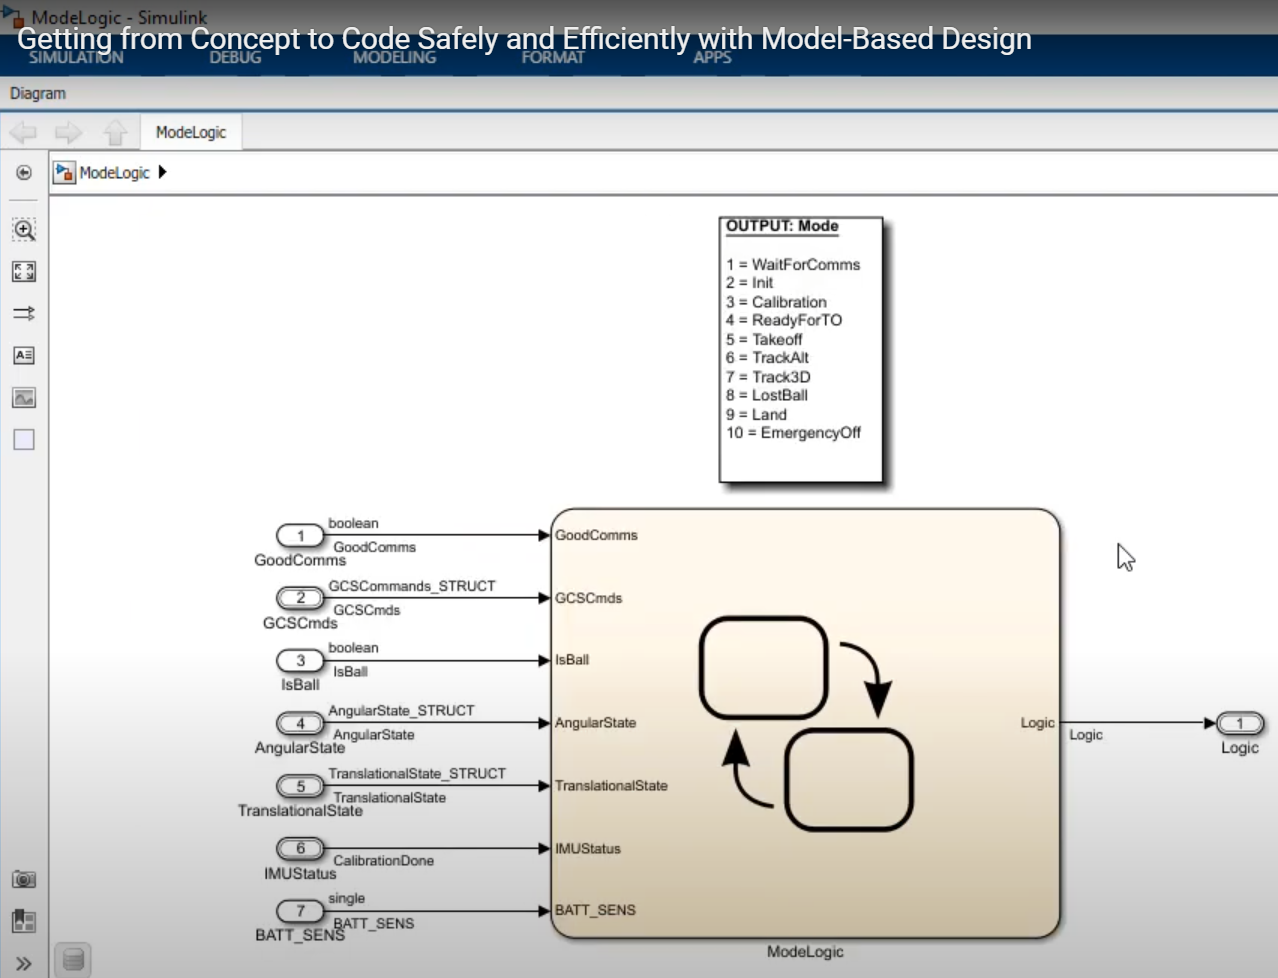 ModeLogic - Simulink
Getting from Concept to Code Safely and Efficiently with Model-Based Design
SIMULATION DEBUG MODELING FORMAT APPS
Diagram
ModeLogic
ModeLogic
OUTPUT: Mode
1 = WaitForComms
2 = Init
3 = Calibration
4 = ReadyForTO
5 = Takeoff
6 = TrackAlt
7 = Track3D
8 = LostBall
9 = Land
10 = EmergencyOff
boolean
1 GoodComms
GoodComms
GoodComms
GCSCommands_STRUCT
2 GCSCmds
GCSCmds
GCSCmds
boolean
3 IsBall
IsBall
IsBall
AngularState_STRUCT
4 AngularState
AngularState
AngularState
Logic 1
Logic
Logic
TranslationalState_STRUCT
5 TranslationalState
TranslationalState
TranslationalState
6 IMUStatus
CalibrationDone
IMUStatus
single
7 BATT_SENS
BATT_SENS
BATT_SENS
ModeLogic